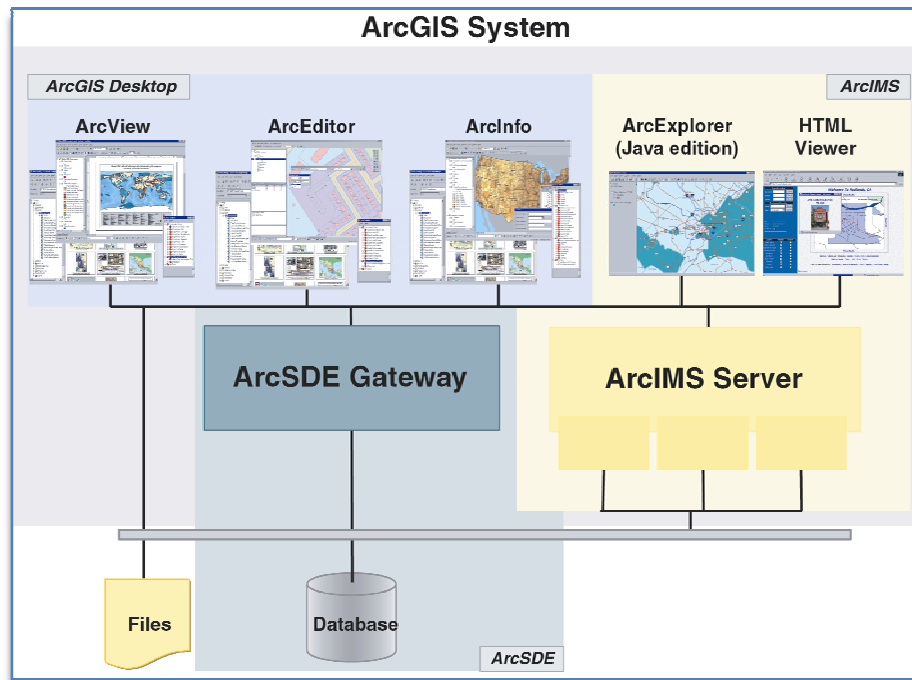 ArcGIS System
ArcGIS Desktop
ArcIMS
ArcView
ArcEditor
ArcInfo
ArcExplorer
(Java edition)
HTML
Viewer
ArcSDE Gateway
ArcIMS Server
Files
Database
ArcSDE